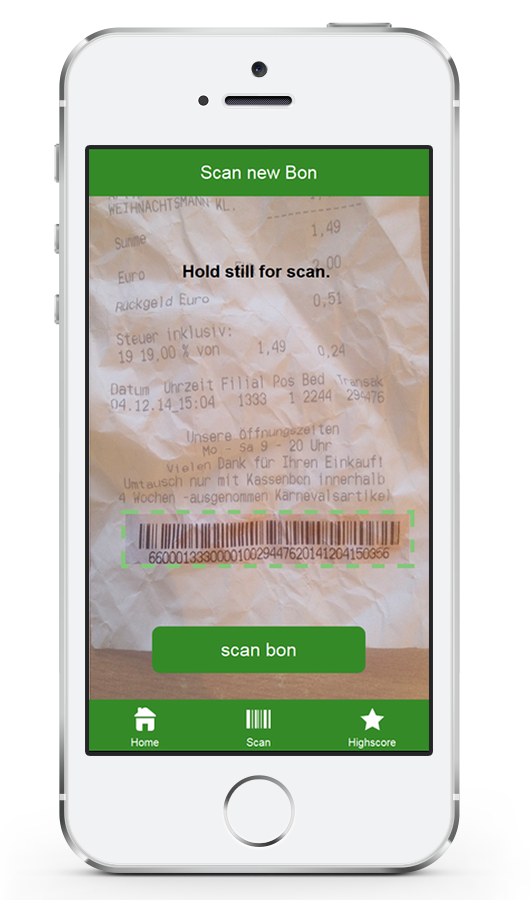 Scan new Bon
WEIHNACHTSMANN KL.
1,49
Summe
Hold still for scan.
Euro 2,00
Rückgeld Euro 0,51
Steuer inklusiv:
19 19,00 % von 1,49 0,24
Datum Uhrzeit Filial Pos Bed Transak
04.12.14 15:04 1333 1 2244 294476
Unsere öffnungszeiten
Mo - Sa 9 - 20 Uhr
Vielen Dank für Ihren Einkauf!
Umtausch nur mit Kassenbon innerhalb
4 Wochen -ausgenommen Karnevalsartikel
6600013330000100294476201412041503​56
scan bon
Home Scan Highscore